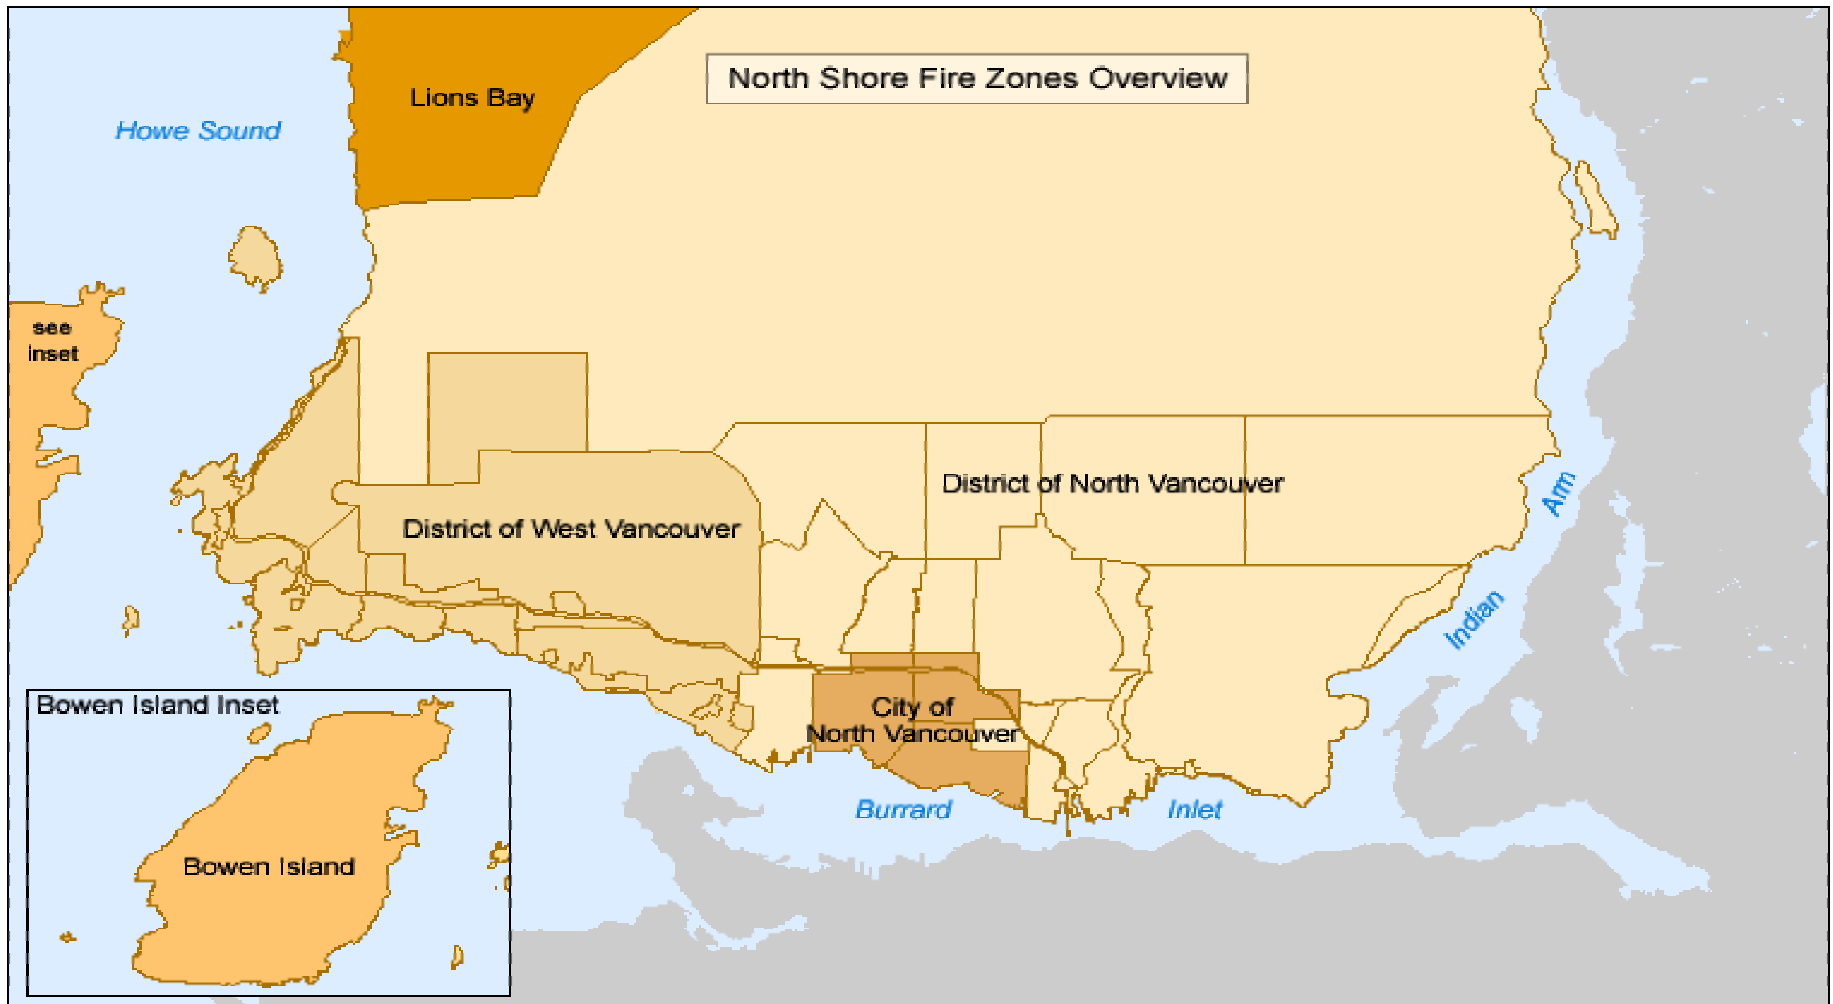 North Shore Fire Zones Overview
Lions Bay
Howe Sound
see
inset
District of North Vancouver
Arm
District of West Vancouver
Indian
Bowen Island Inset
City of
North Vancouver
Burrard
Inlet
Bowen Island